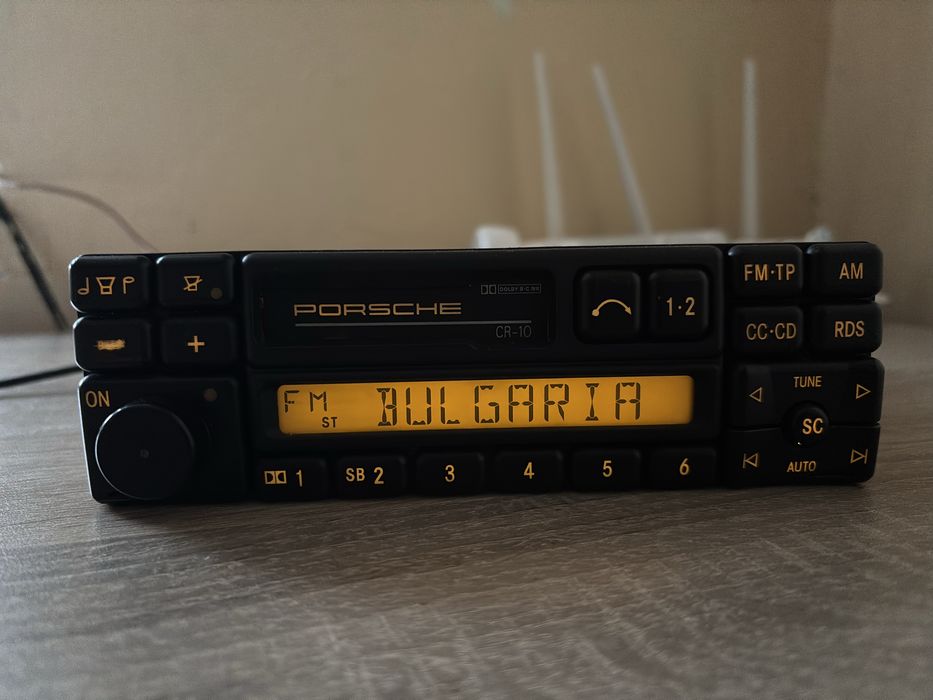 PORSCHE
DOLBY B·C NR
CR-10
1·2
FM·TP
AM
CC·CD
RDS
+
ON
FM ST BULGARIA
TUNE
SC
AUTO
1
SB 2
3
4
5
6